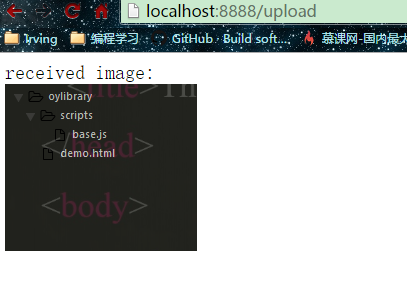 localhost:8888/upload
Irving 编程学习 GitHub · Build soft.... 慕课网-国内最大
received image:
<title>Th
oylibrary
scripts
base.js
</head>
demo.html
<body>